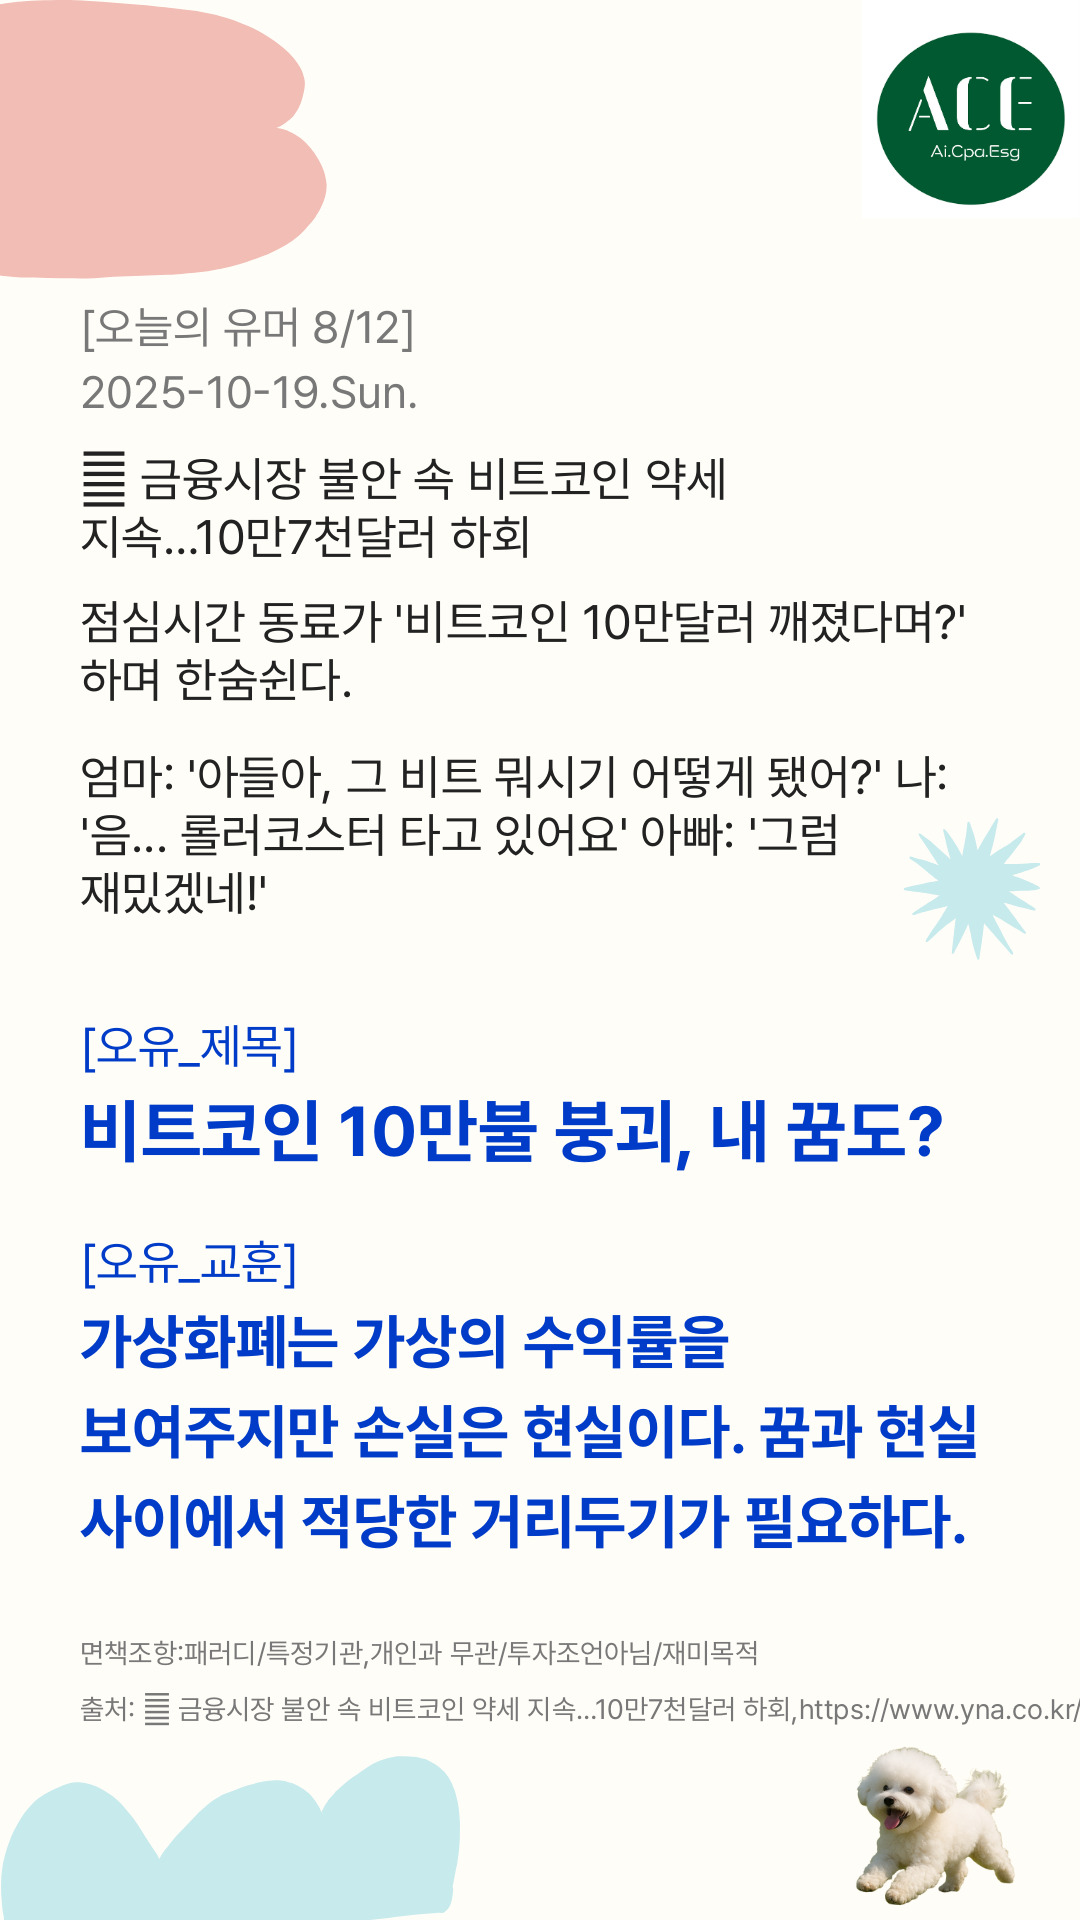 ACE
Ai.Cpa.Esg
[오늘의 유머 8/12]
2025-10-19.Sun.
䷀ 금융시장 불안 속 비트코인 약세
지속…10만7천달러 하회
점심시간 동료가 '비트코인 10만달러 깨졌다며?'
하며 한숨쉰다.
엄마: '아들아, 그 비트 뭐시기 어떻게 됐어?' 나:
'음... 롤러코스터 타고 있어요' 아빠: '그럼
재밌겠네!'
[오유_제목]
비트코인 10만불 붕괴, 내 꿈도?
[오유_교훈]
가상화폐는 가상의 수익률을
보여주지만 손실은 현실이다. 꿈과 현실
사이에서 적당한 거리두기가 필요하다.
면책조항:패러디/특정기관,개인과 무관/투자조언아님/재미목적
출처: ䷀ 금융시장 불안 속 비트코인 약세 지속…10만7천달러 하회,https://www.yna.co.kr/